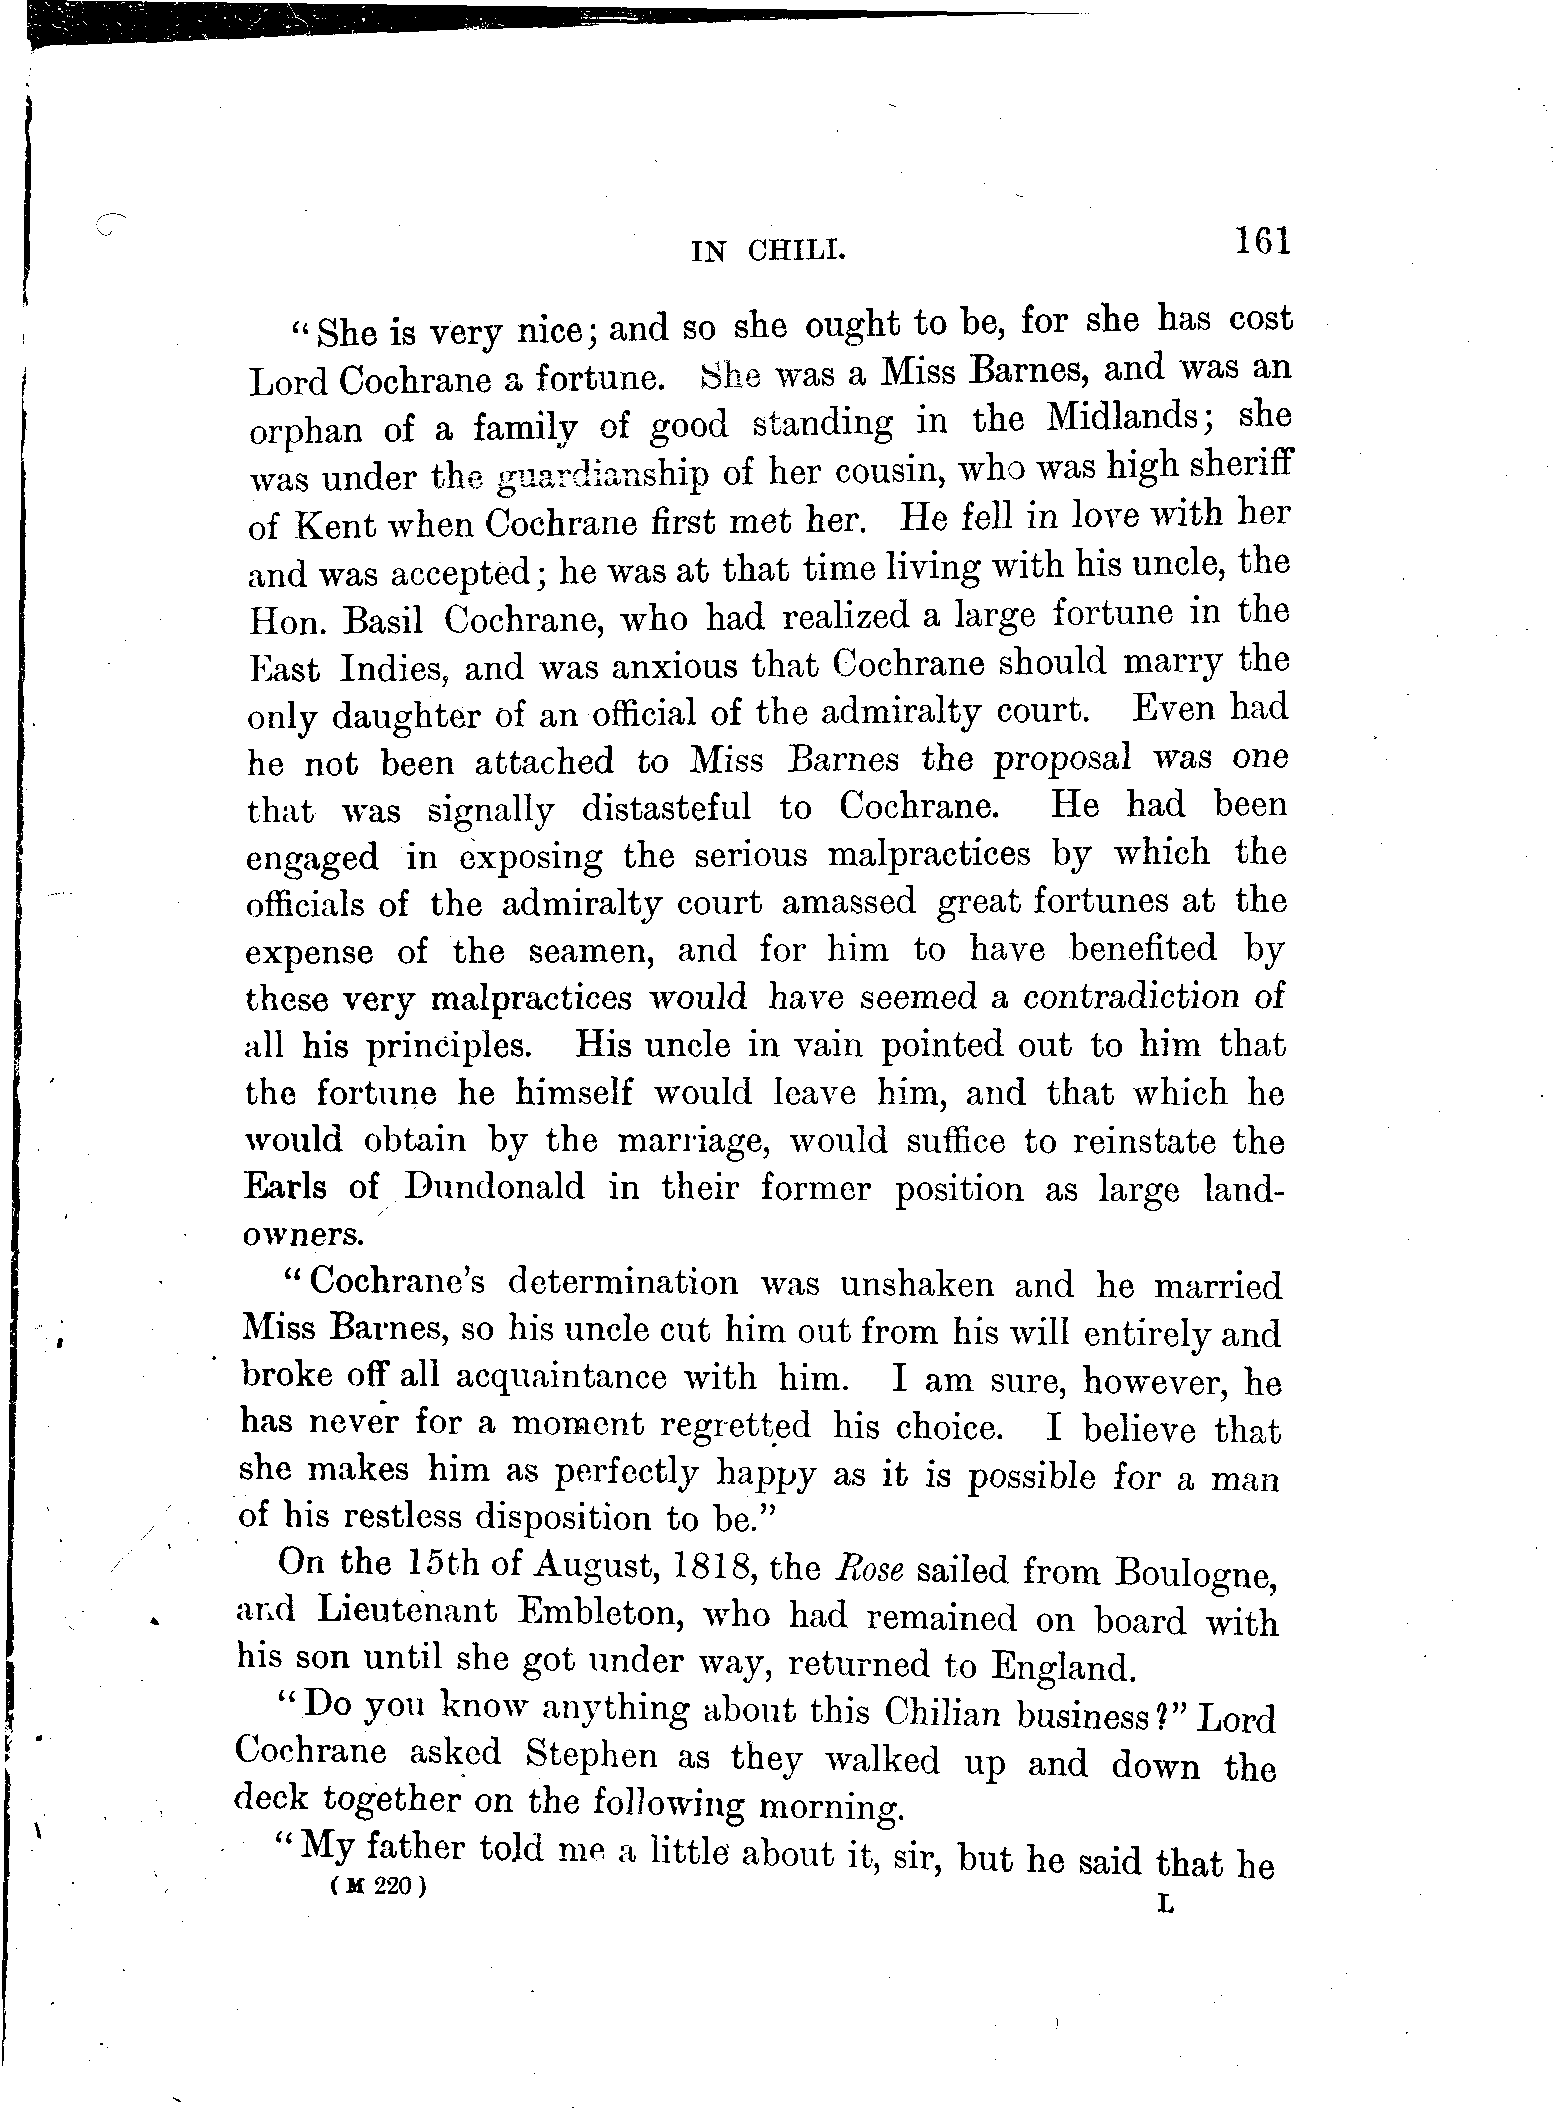 IN CHILI. 161
"She is very nice; and so she ought to be, for she has cost
Lord Cochrane a fortune. She was a Miss Barnes, and was an
orphan of a family of good standing in the Midlands; she
was under the guardianship of her cousin, who was high sheriff
of Kent when Cochrane first met her. He fell in love with her
and was accepted; he was at that time living with his uncle, the
Hon. Basil Cochrane, who had realized a large fortune in the
East Indies, and was anxious that Cochrane should marry the
only daughter of an official of the admiralty court. Even had
he not been attached to Miss Barnes the proposal was one
that was signally distasteful to Cochrane. He had been
engaged in exposing the serious malpractices by which the
officials of the admiralty court amassed great fortunes at the
expense of the seamen, and for him to have benefited by
these very malpractices would have seemed a contradiction of
all his principles. His uncle in vain pointed out to him that
the fortune he himself would leave him, and that which he
would obtain by the marriage, would suffice to reinstate the
Earls of Dundonald in their former position as large land-
owners.
"Cochrane's determination was unshaken and he married
Miss Barnes, so his uncle cut him out from his will entirely and
broke off all acquaintance with him. I am sure, however, he
has never for a moment regretted his choice. I believe that
she makes him as perfectly happy as it is possible for a man
of his restless disposition to be."
On the 15th of August, 1818, the Rose sailed from Boulogne,
and Lieutenant Embleton, who had remained on board with
his son until she got under way, returned to England.
"Do you know anything about this Chilian business?" Lord
Cochrane asked Stephen as they walked up and down the
deck together on the following morning.
"My father told me a little about it, sir, but he said that he
(M 220) L